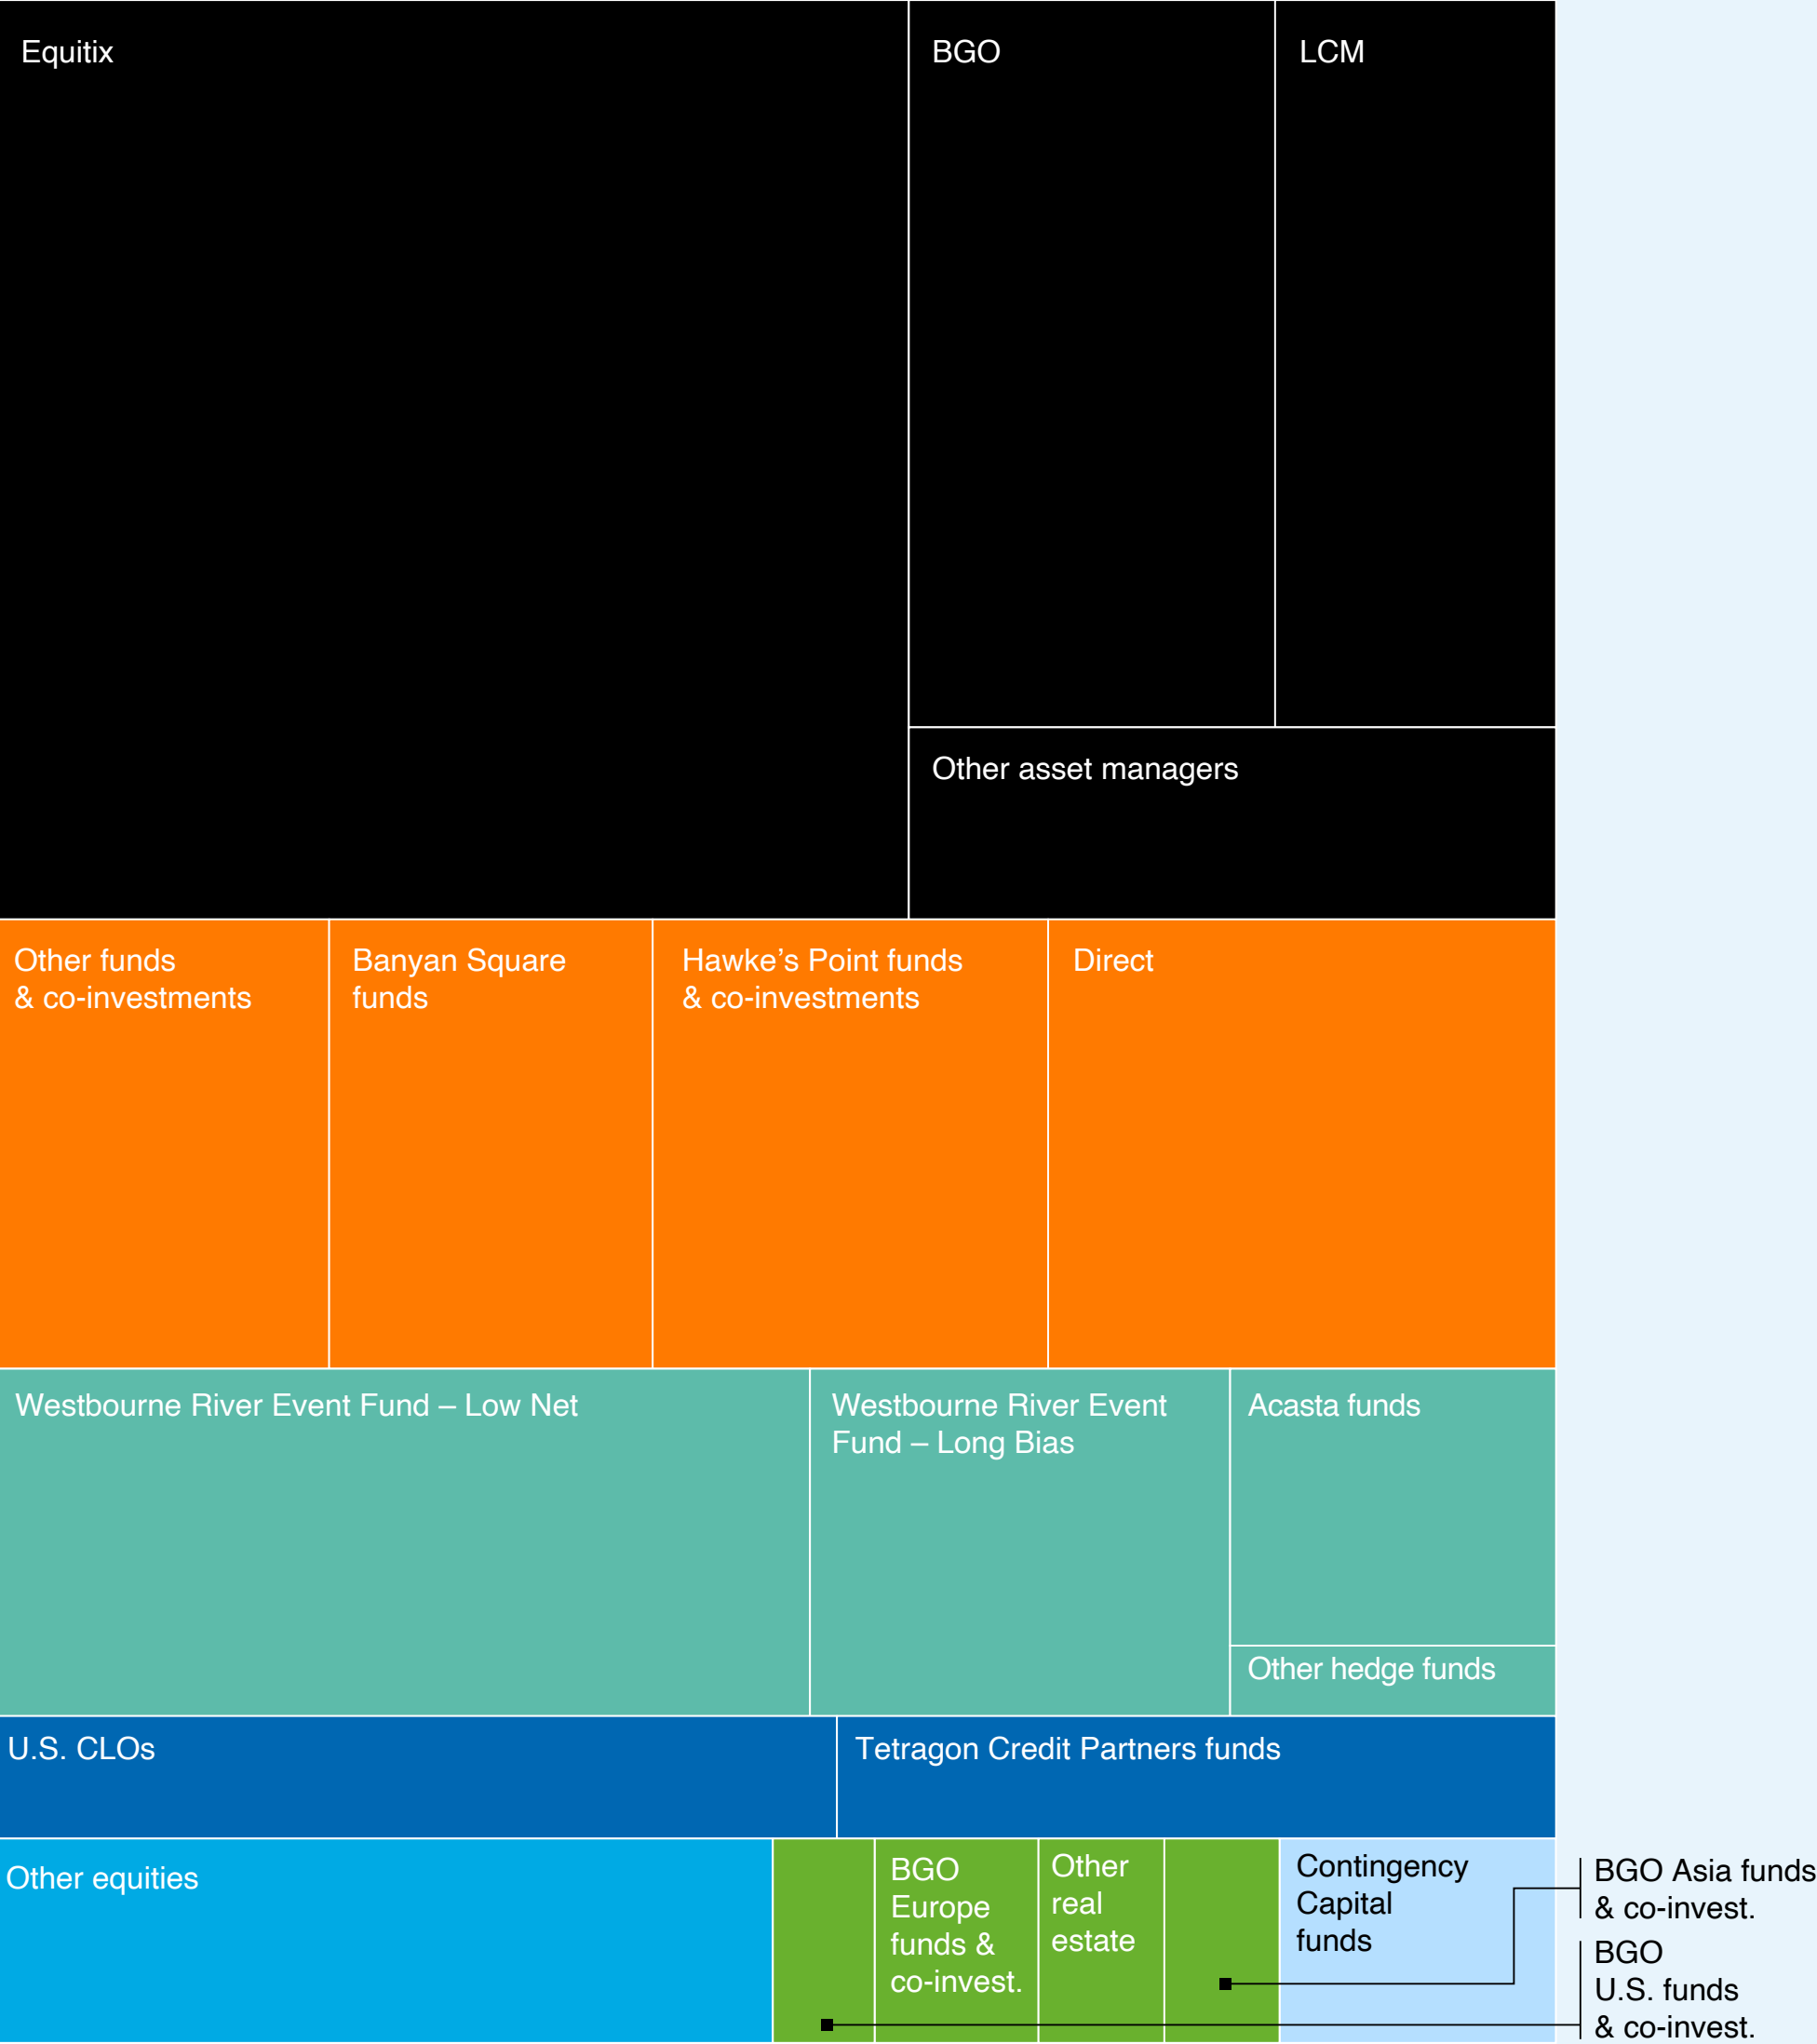 Equitix
BGO
LCM
Other asset managers
Other funds
& co-investments
Banyan Square
funds
Hawke’s Point funds
& co-investments
Direct
Westbourne River Event Fund – Low Net
Westbourne River Event
Fund – Long Bias
Acasta funds
Other hedge funds
U.S. CLOs
Tetragon Credit Partners funds
Other equities
BGO
Europe
funds &
co-invest.
Other
real
estate
Contingency
Capital
funds
BGO Asia funds
& co-invest.
BGO
U.S. funds
& co-invest.